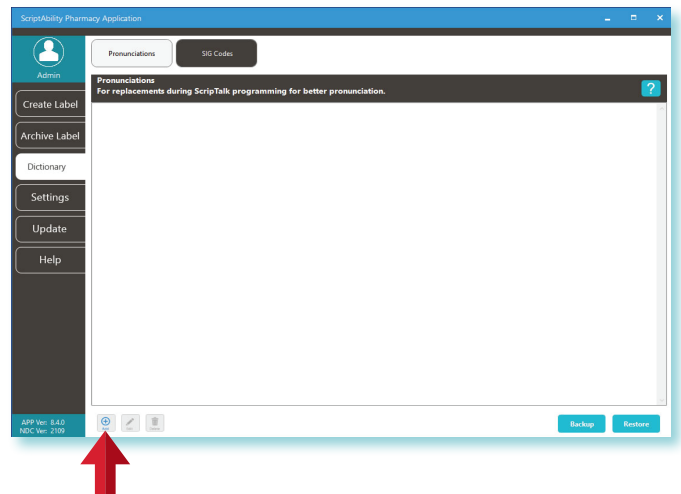 ScriptAbility Pharmacy Application
Admin
Create Label
Archive Label
Dictionary
Settings
Update
Help
APP Ver: 8.4.0
NDC Ver: 2109
Pronunciations
SIG Codes
Pronunciations
For replacements during ScripTalk programming for better pronunciation.
?
Add
Backup
Restore